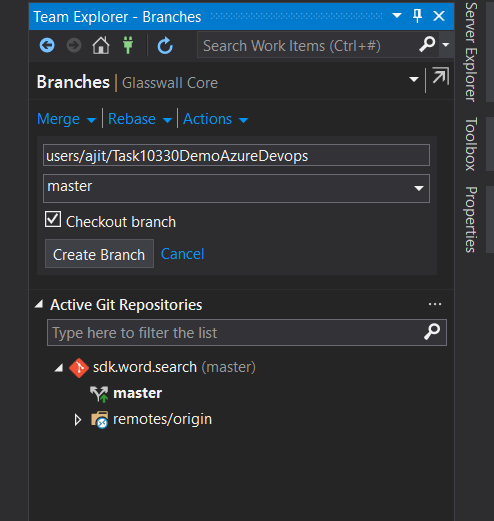 Team Explorer - Branches
Search Work Items (Ctrl+#)
Branches | Glasswall Core
Merge Rebase Actions
users/ajit/Task10330DemoAzureDevops
master
Checkout branch
Create Branch Cancel
Active Git Repositories
Type here to filter the list
sdk.word.search (master)
master
remotes/origin
Server Explorer
Toolbox
Properties